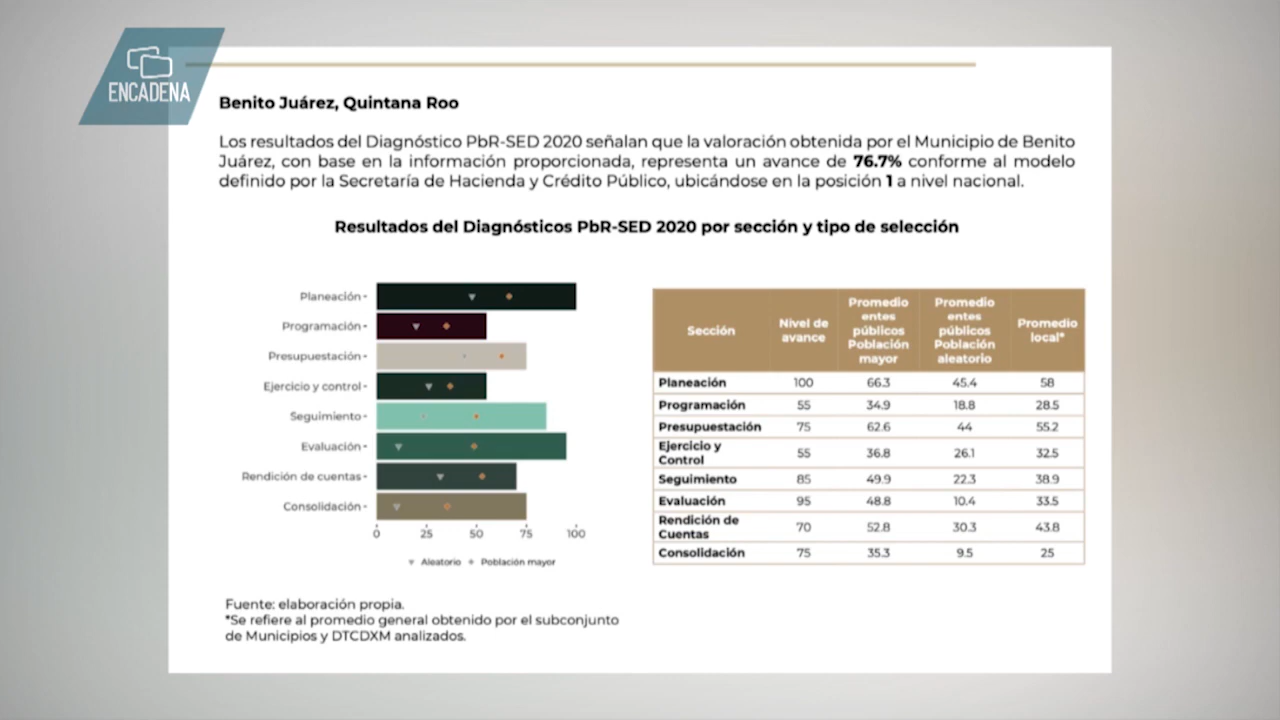 ENCADENA
Benito Juárez, Quintana Roo
Los resultados del Diagnóstico PbR-SED 2020 señalan que la valoración obtenida por el Municipio de Benito
Juárez, con base en la información proporcionada, representa un avance de 76.7% conforme al modelo
definido por la Secretaría de Hacienda y Crédito Público, ubicándose en la posición 1 a nivel nacional.
Resultados del Diagnósticos PbR-SED 2020 por sección y tipo de selección
Planeación
Programación
Presupuestación
Ejercicio y control
Seguimiento
Evaluación
Rendición de cuentas
Consolidación
0 25 50 75 100
Aleatorio Población mayor
Sección Nivel de avance Promedio entes públicos Población mayor Promedio entes públicos Población aleatorio Promedio local*
Planeación 100 66.3 45.4 58
Programación 55 34.9 18.8 28.5
Presupuestación 75 62.6 44 55.2
Ejercicio y Control 55 36.8 26.1 32.5
Seguimiento 85 49.9 22.3 38.9
Evaluación 95 48.8 10.4 33.5
Rendición de Cuentas 70 52.8 30.3 43.8
Consolidación 75 35.3 9.5 25
Fuente: elaboración propia.
*Se refiere al promedio general obtenido por el subconjunto
de Municipios y DTCDXM analizados.